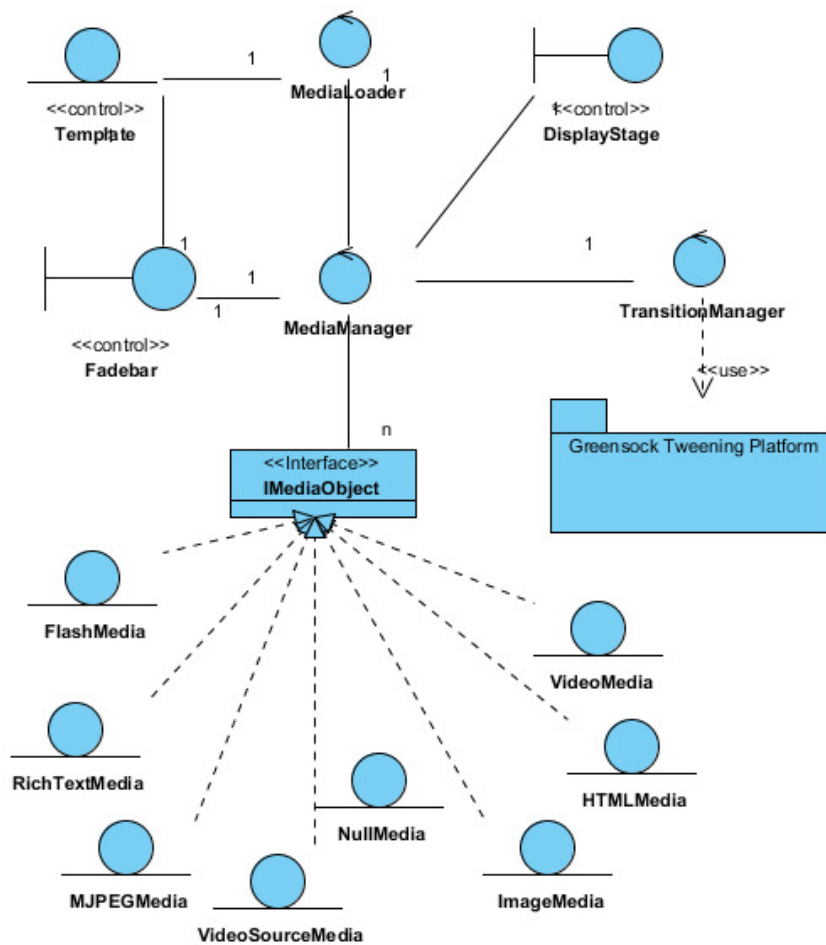 1
1
MediaLoader
<<control>>
Template
<<control>>
DisplayStage
1
1
1
1
MediaManager
TransitionManager
<<control>>
Fadebar
<<use>>
n
Greensock Tweening Platform
<<Interface>>
IMediaObject
FlashMedia
VideoMedia
RichTextMedia
HTMLMedia
NullMedia
MJPEGMedia
ImageMedia
VideoSourceMedia